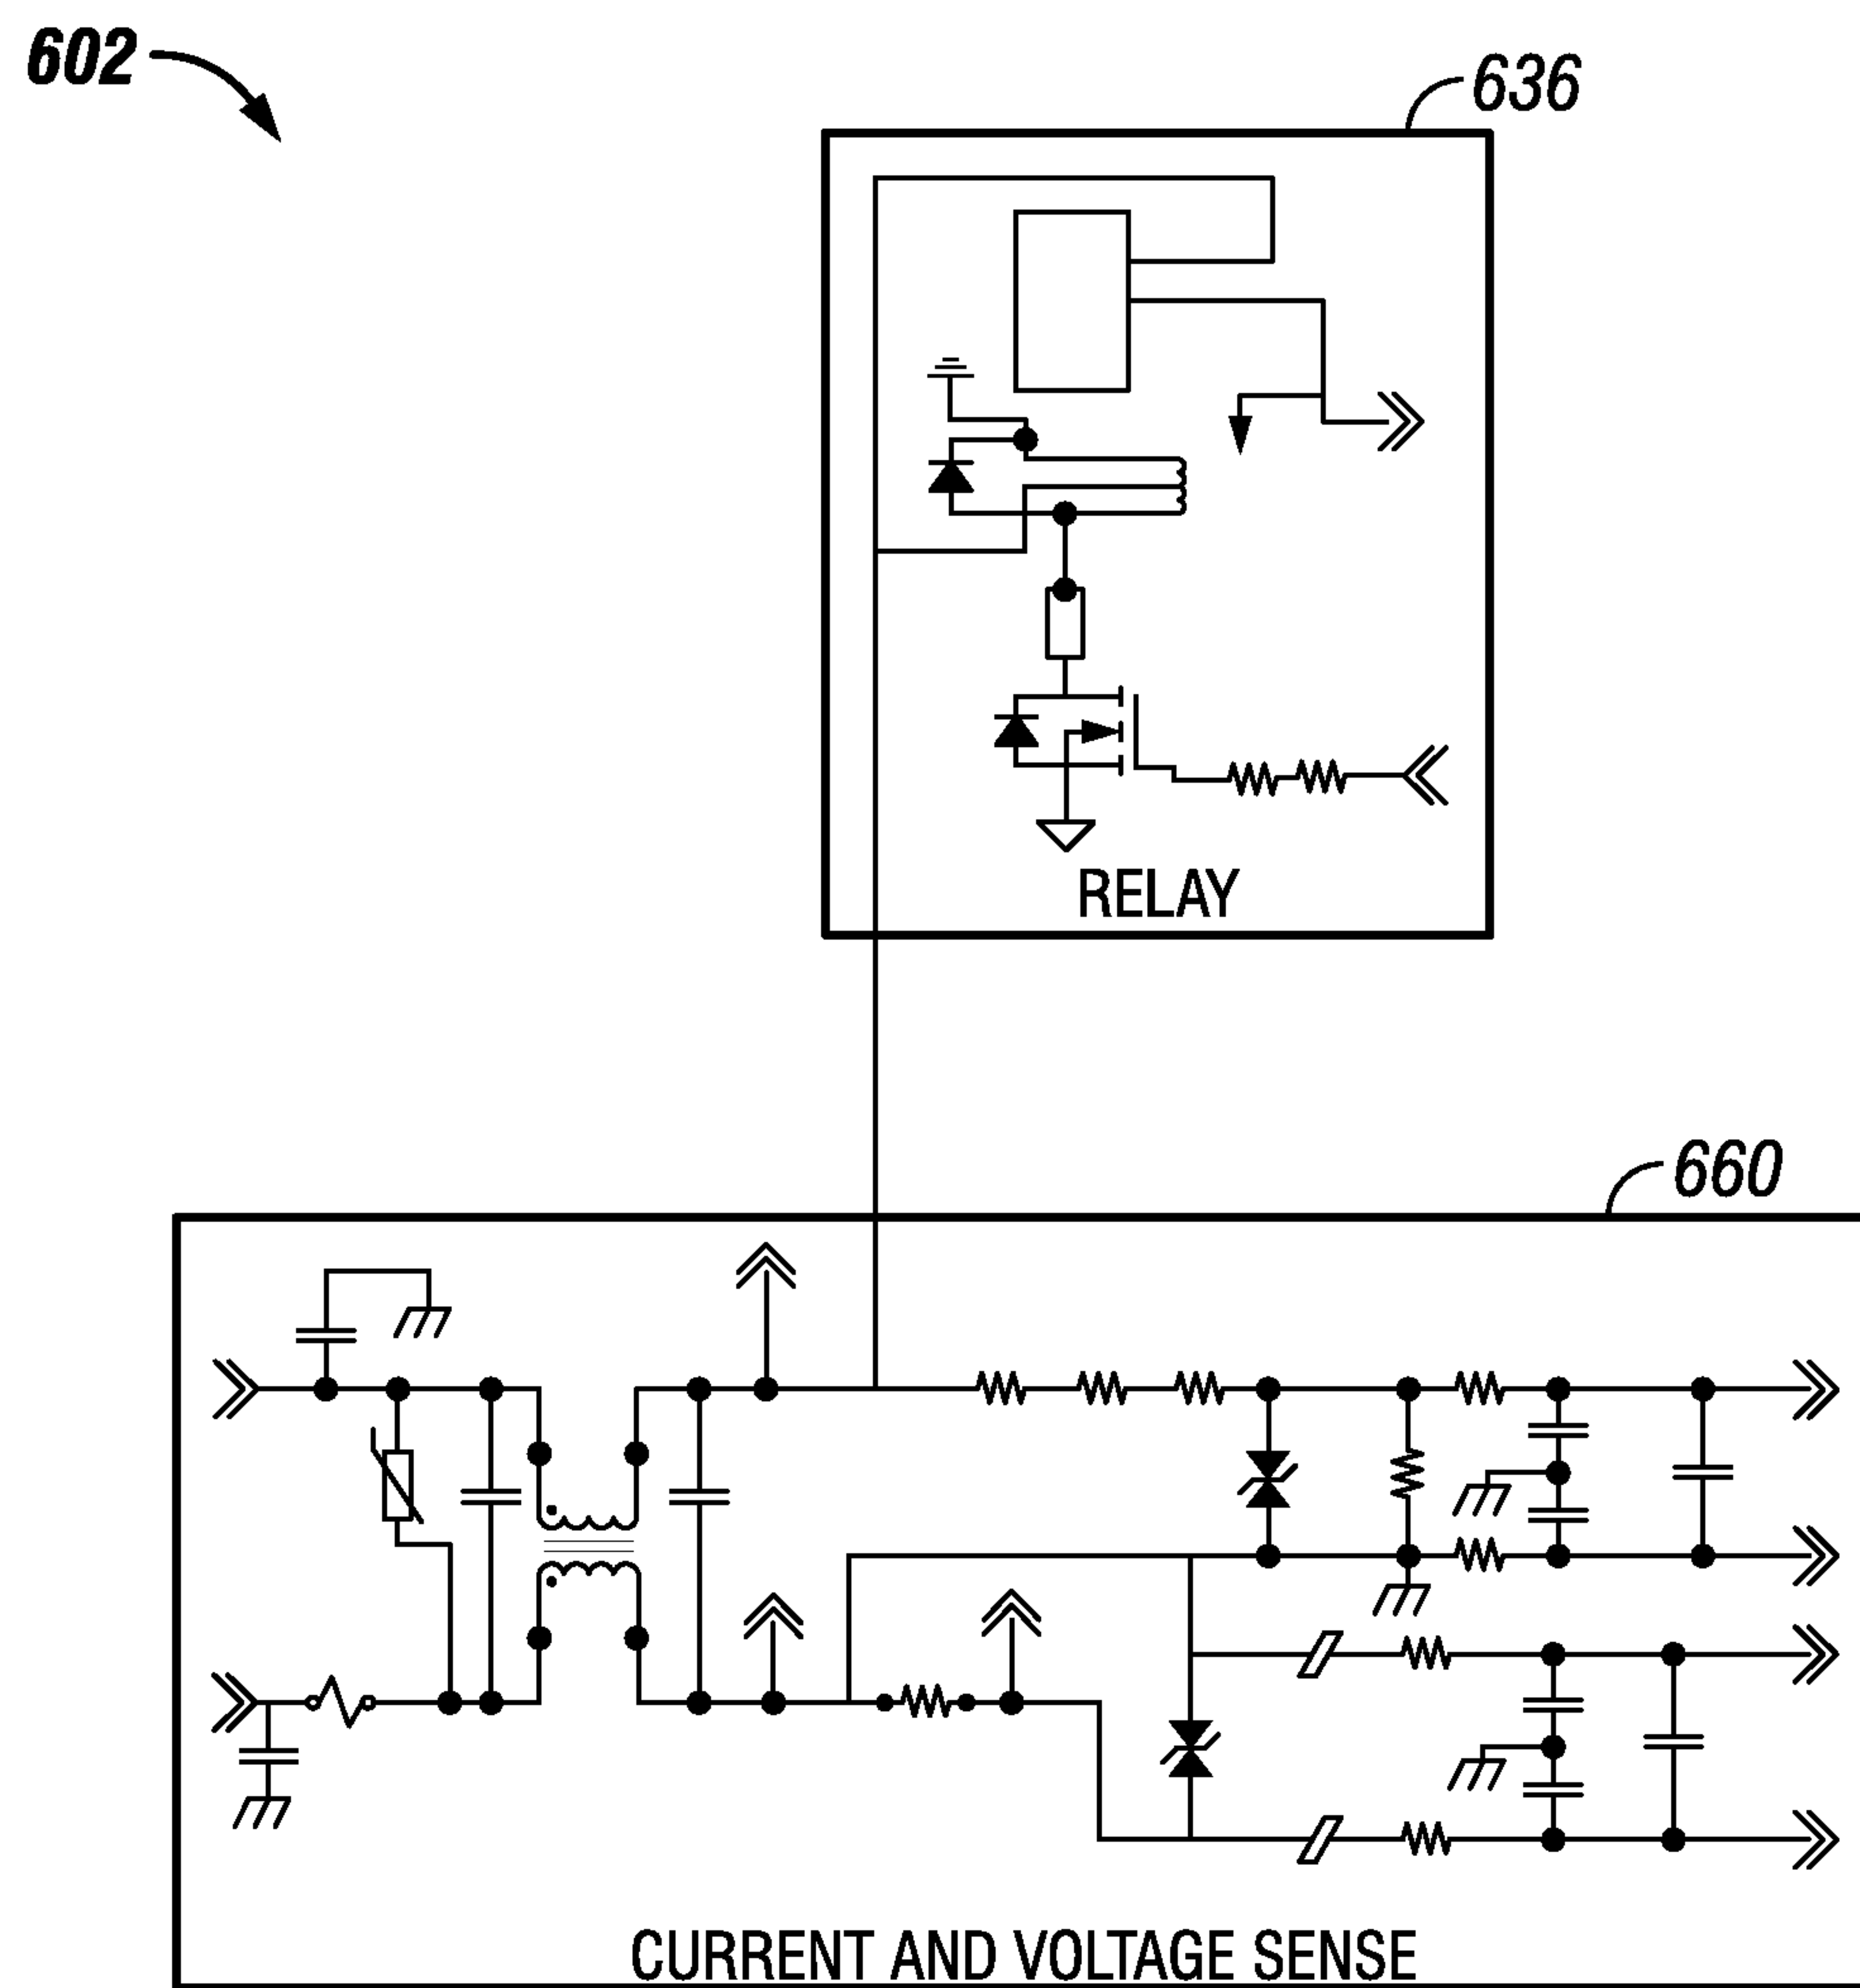 602
636
RELAY
660
CURRENT AND VOLTAGE SENSE